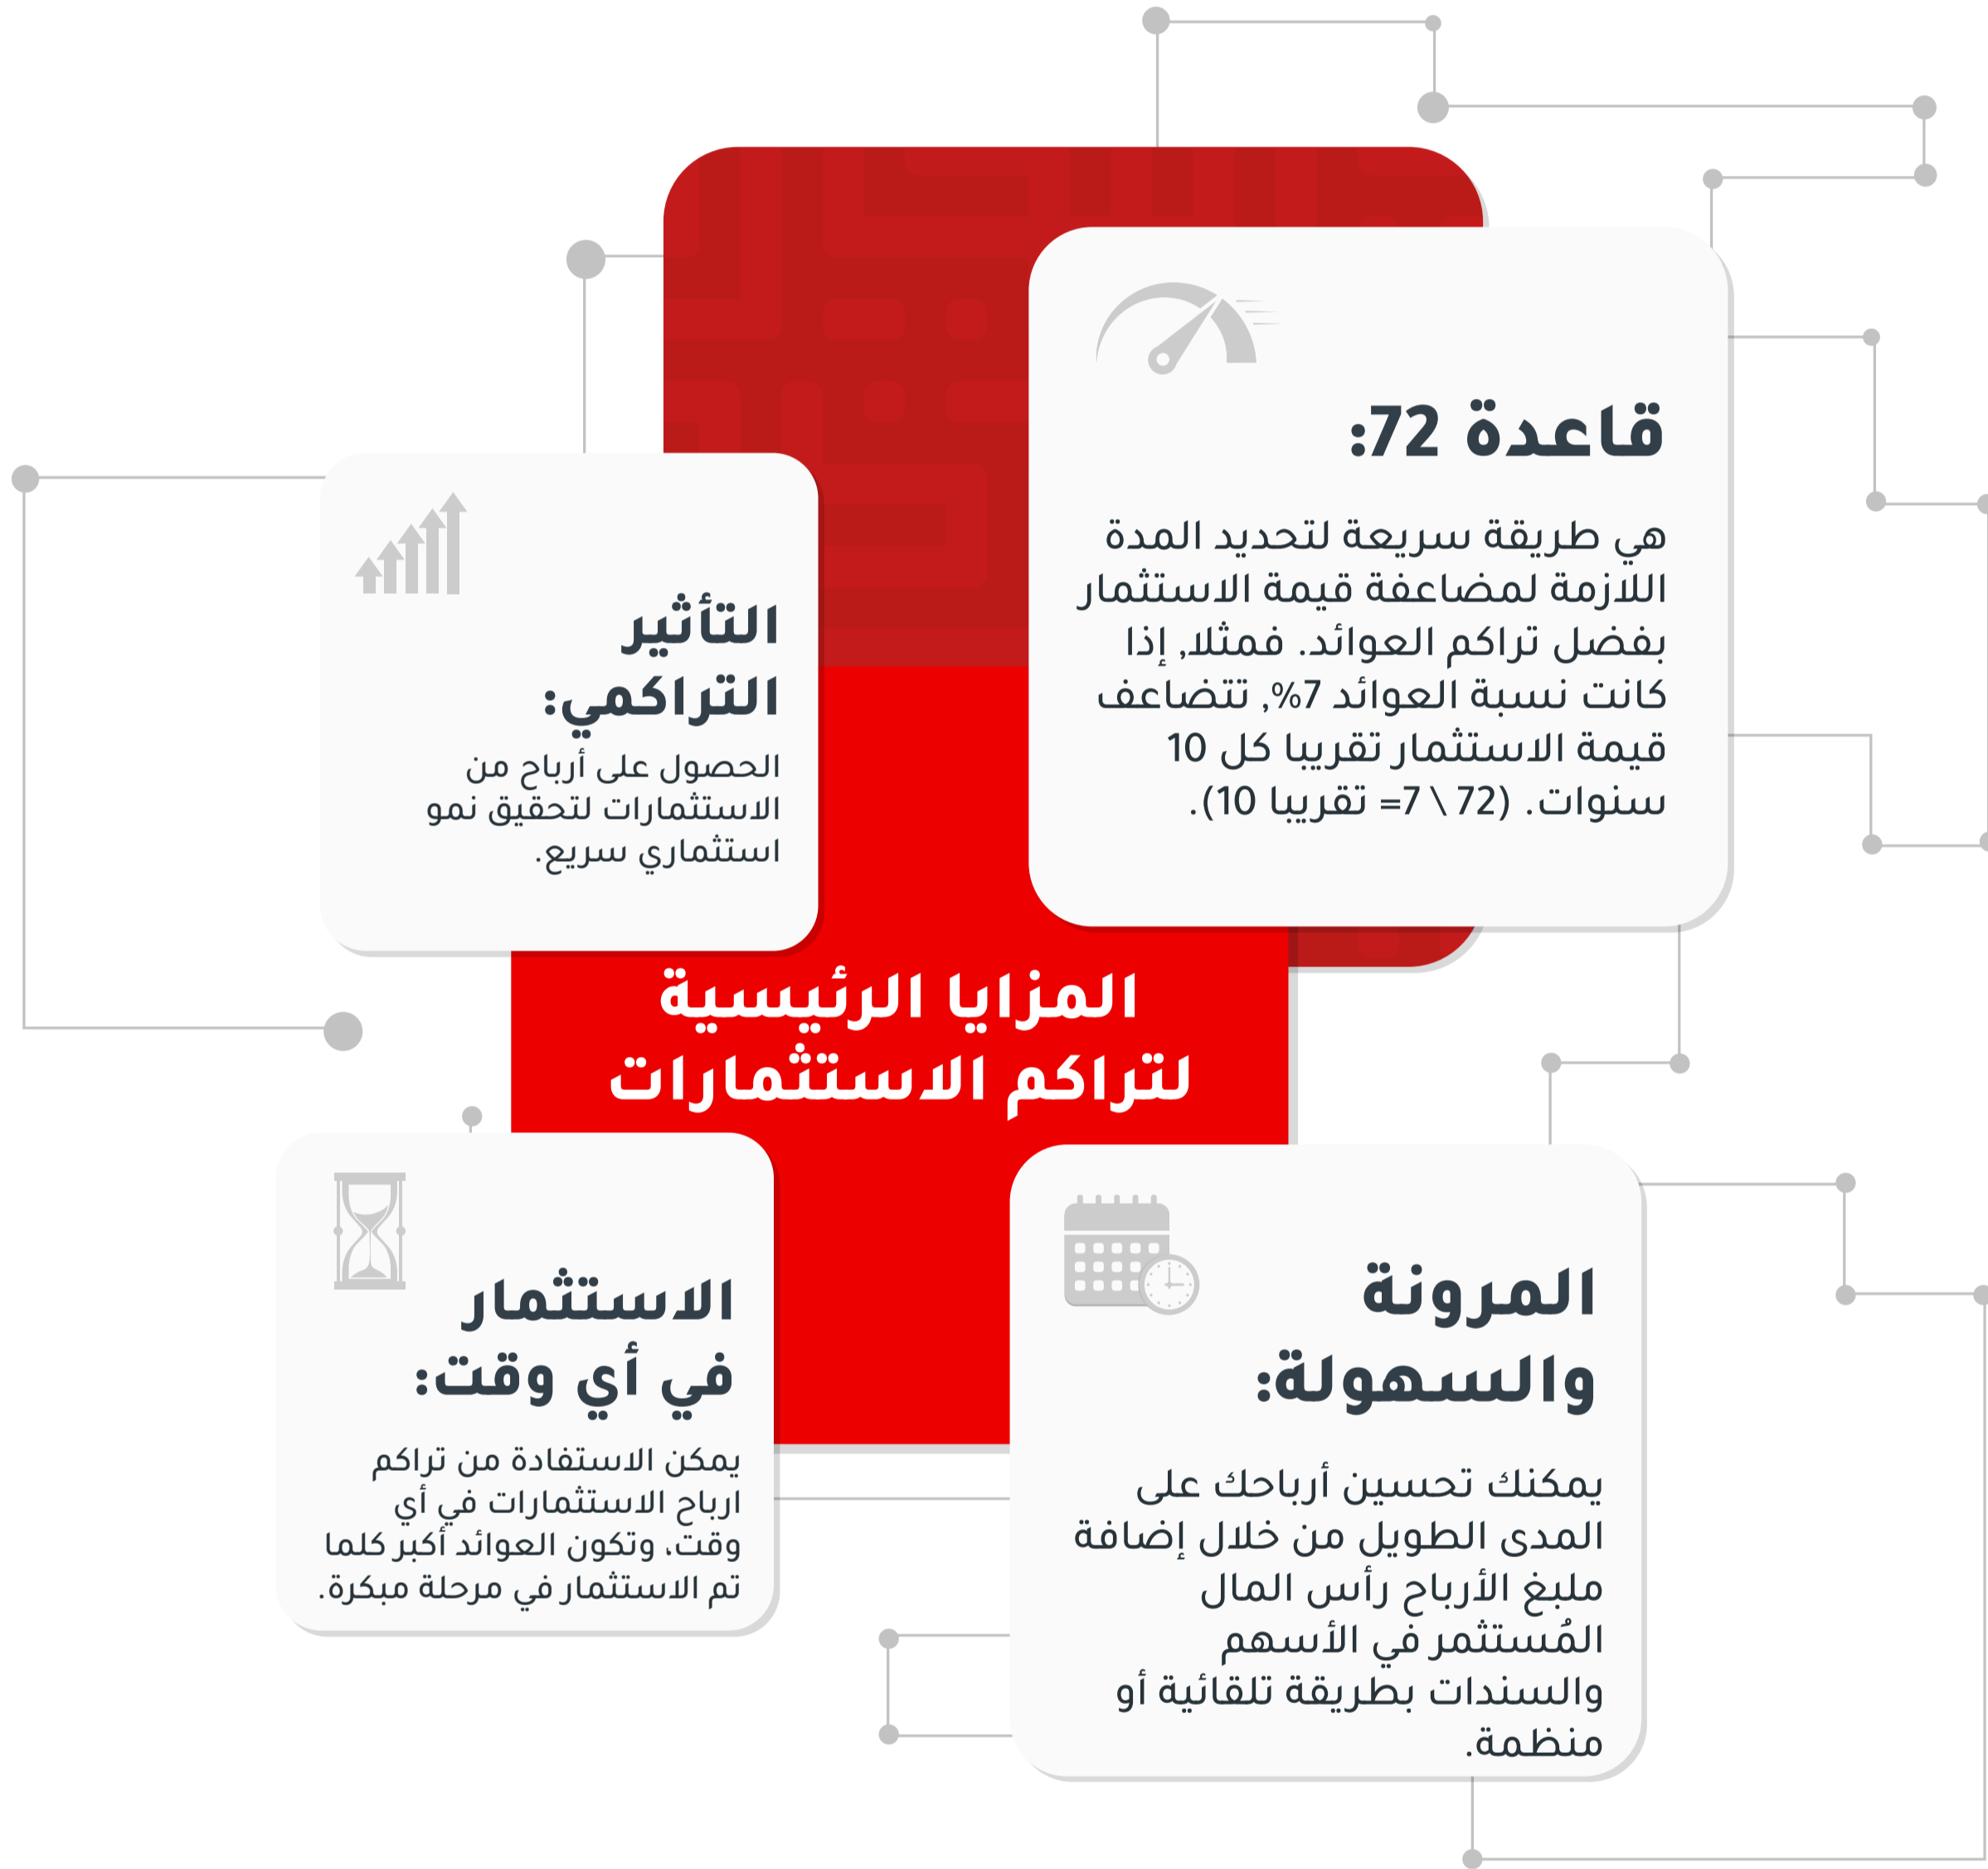 قاعدة 72:
هي طريقة سريعة لتحديد المدة
اللازمة لمضاعفة قيمة الاستثمار
بفضل تراكم العوائد. فمثلا, إذا
كانت نسبة العوائد 7%, تتضاعف
قيمة الاستثمار تقريبا كل 10
سنوات. (72 \ 7= تقريبا 10).
التأثير
التراكمي:
الحصول على أرباح من
الاستثمارات لتحقيق نمو
استثماري سريع.
المزايا الرئيسية
لتراكم الاستثمارات
المرونة
والسهولة:
يمكنك تحسين أرباحك على
المدى الطويل من خلال إضافة
ملبغ الأرباح رأس المال
المُستثمر في الأسهم
والسندات بطريقة تلقائية أو
منظمة.
الاستثمار
في أي وقت:
يمكن الاستفادة من تراكم
ارباح الاستثمارات في أي
وقت، وتكون العوائد أكبر كلما
تم الاستثمار في مرحلة مبكرة.